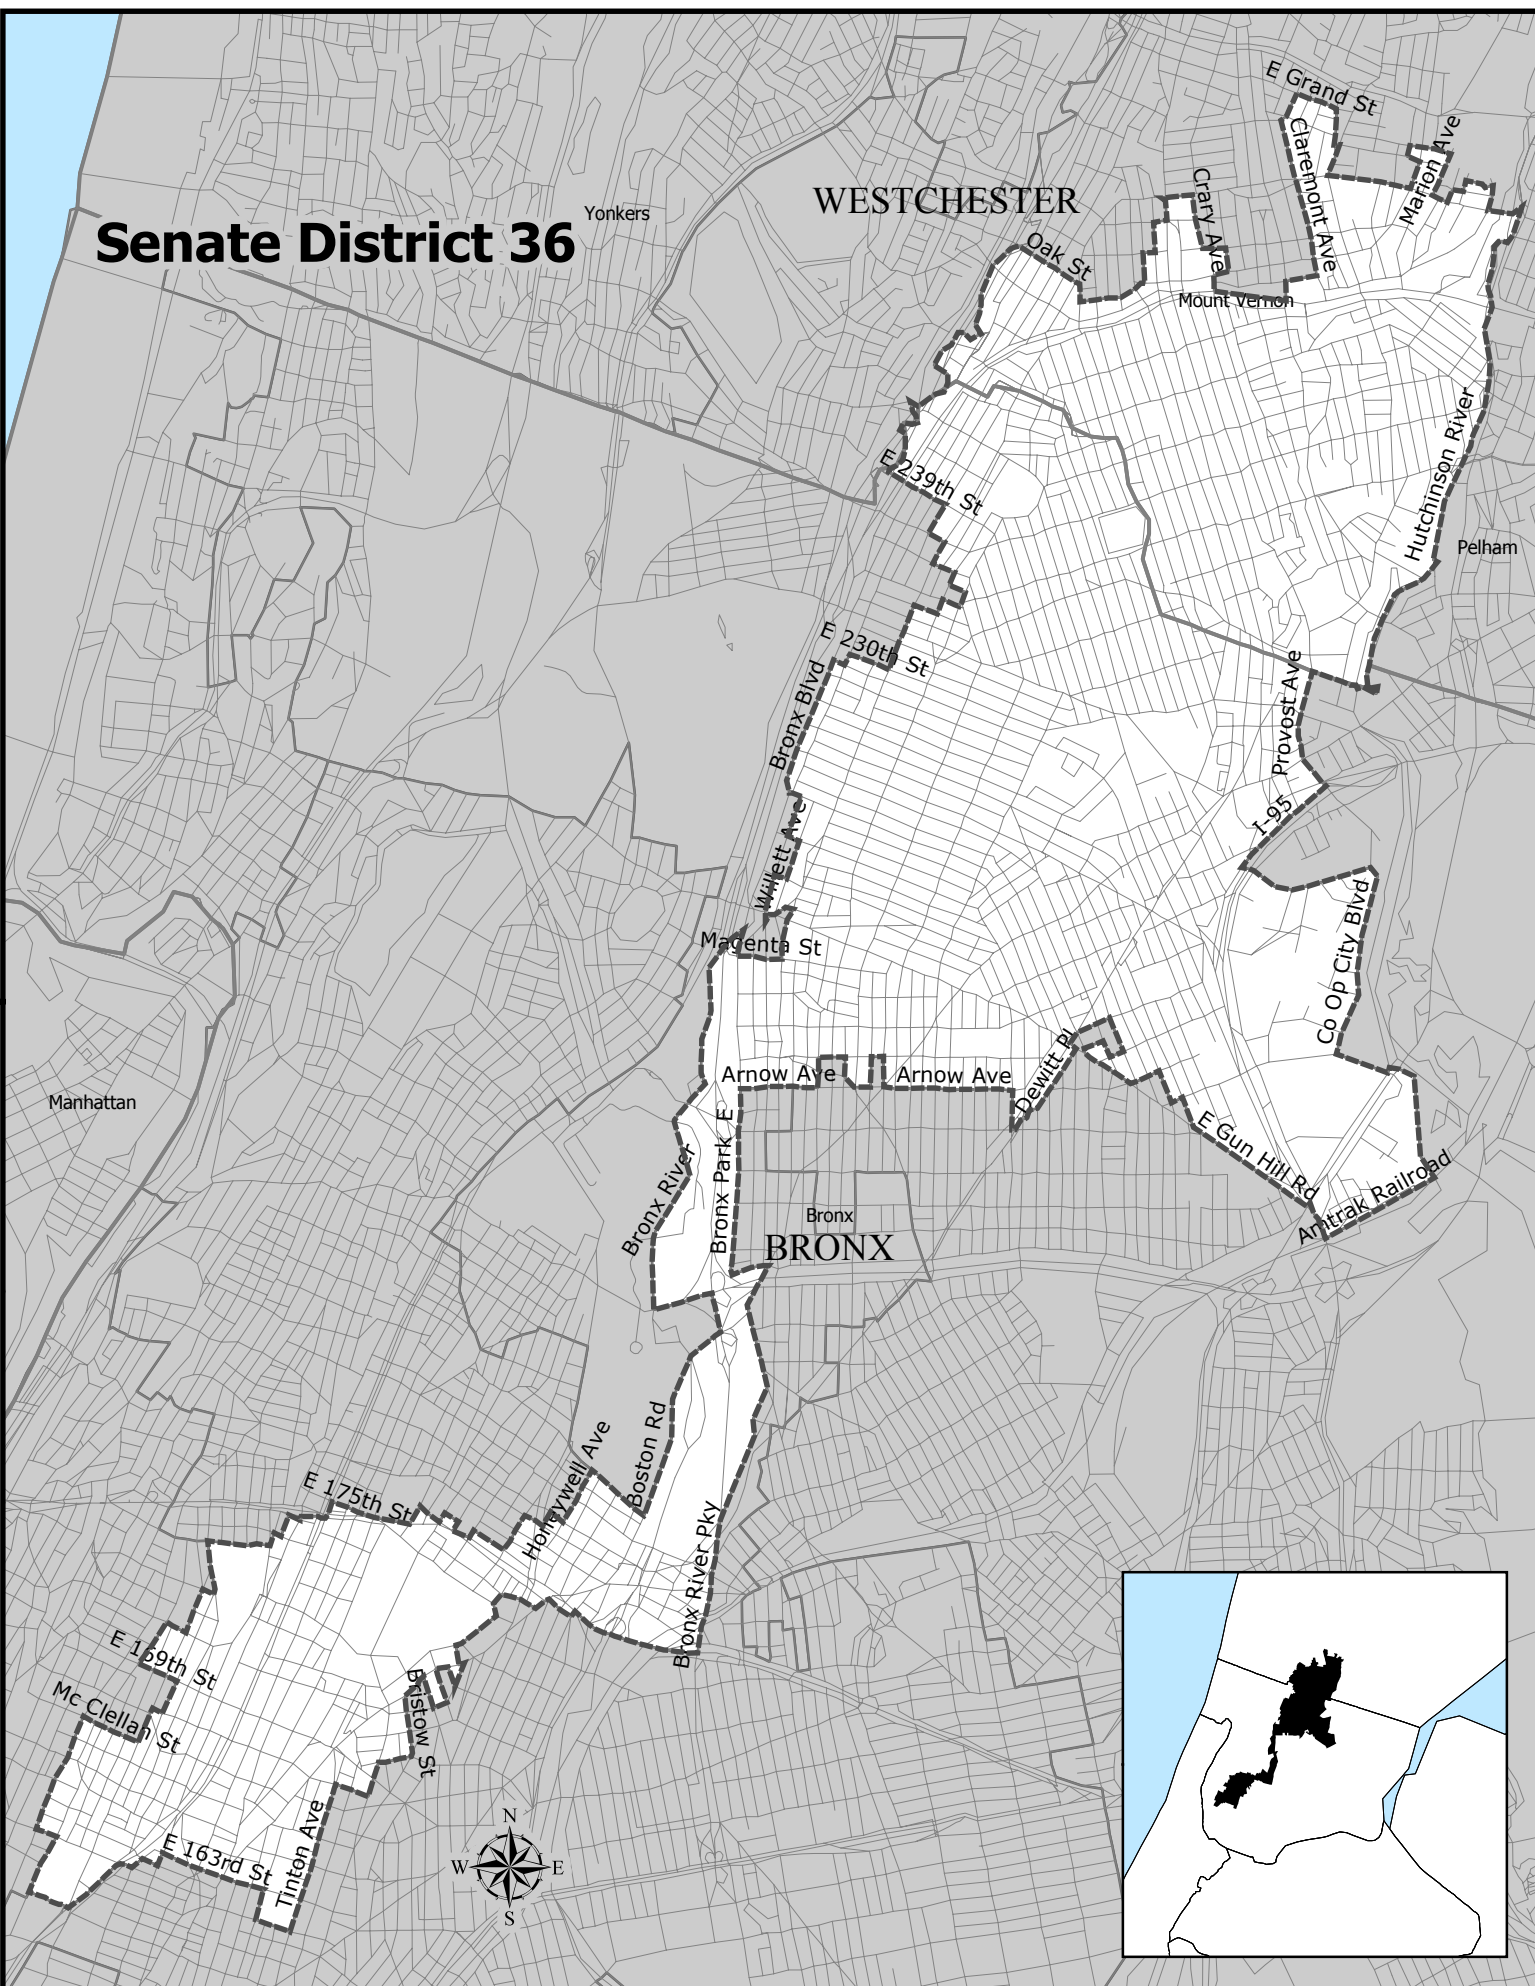 E Grand St
Claremont Ave
Marion Ave
WESTCHESTER
Yonkers
Senate District 36
Crary Ave
Oak St
Mount Vernon
Hutchinson River
E 239th St
Pelham
E 230th St
Bronx Blvd
Provost Ave
I-95
Willett Ave
Magenta St
Co Op City Blvd
Dewitt Pl
Arnow Ave
Arnow Ave
Manhattan
Bronx Park E
Bronx River
E Gun Hill Rd
Amtrak Railroad
Bronx
BRONX
Boston Rd
Honeywell Ave
E 175th St
Bronx River Pky
E 169th St
Mc Clellan St
Bristow St
E 163rd St
Tinton Ave
N
W
E
S